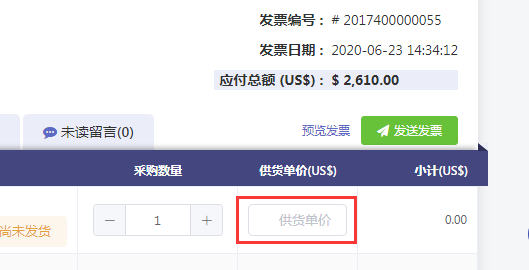 发票编号： # 2017400000055
发票日期： 2020-06-23 14:34:12
应付总额 (US$)： $ 2,610.00
未读留言(0) 预览发票 发送发票
采购数量 供货单价(US$) 小计(US$)
尚未发货 − 1 + 供货单价 0.00